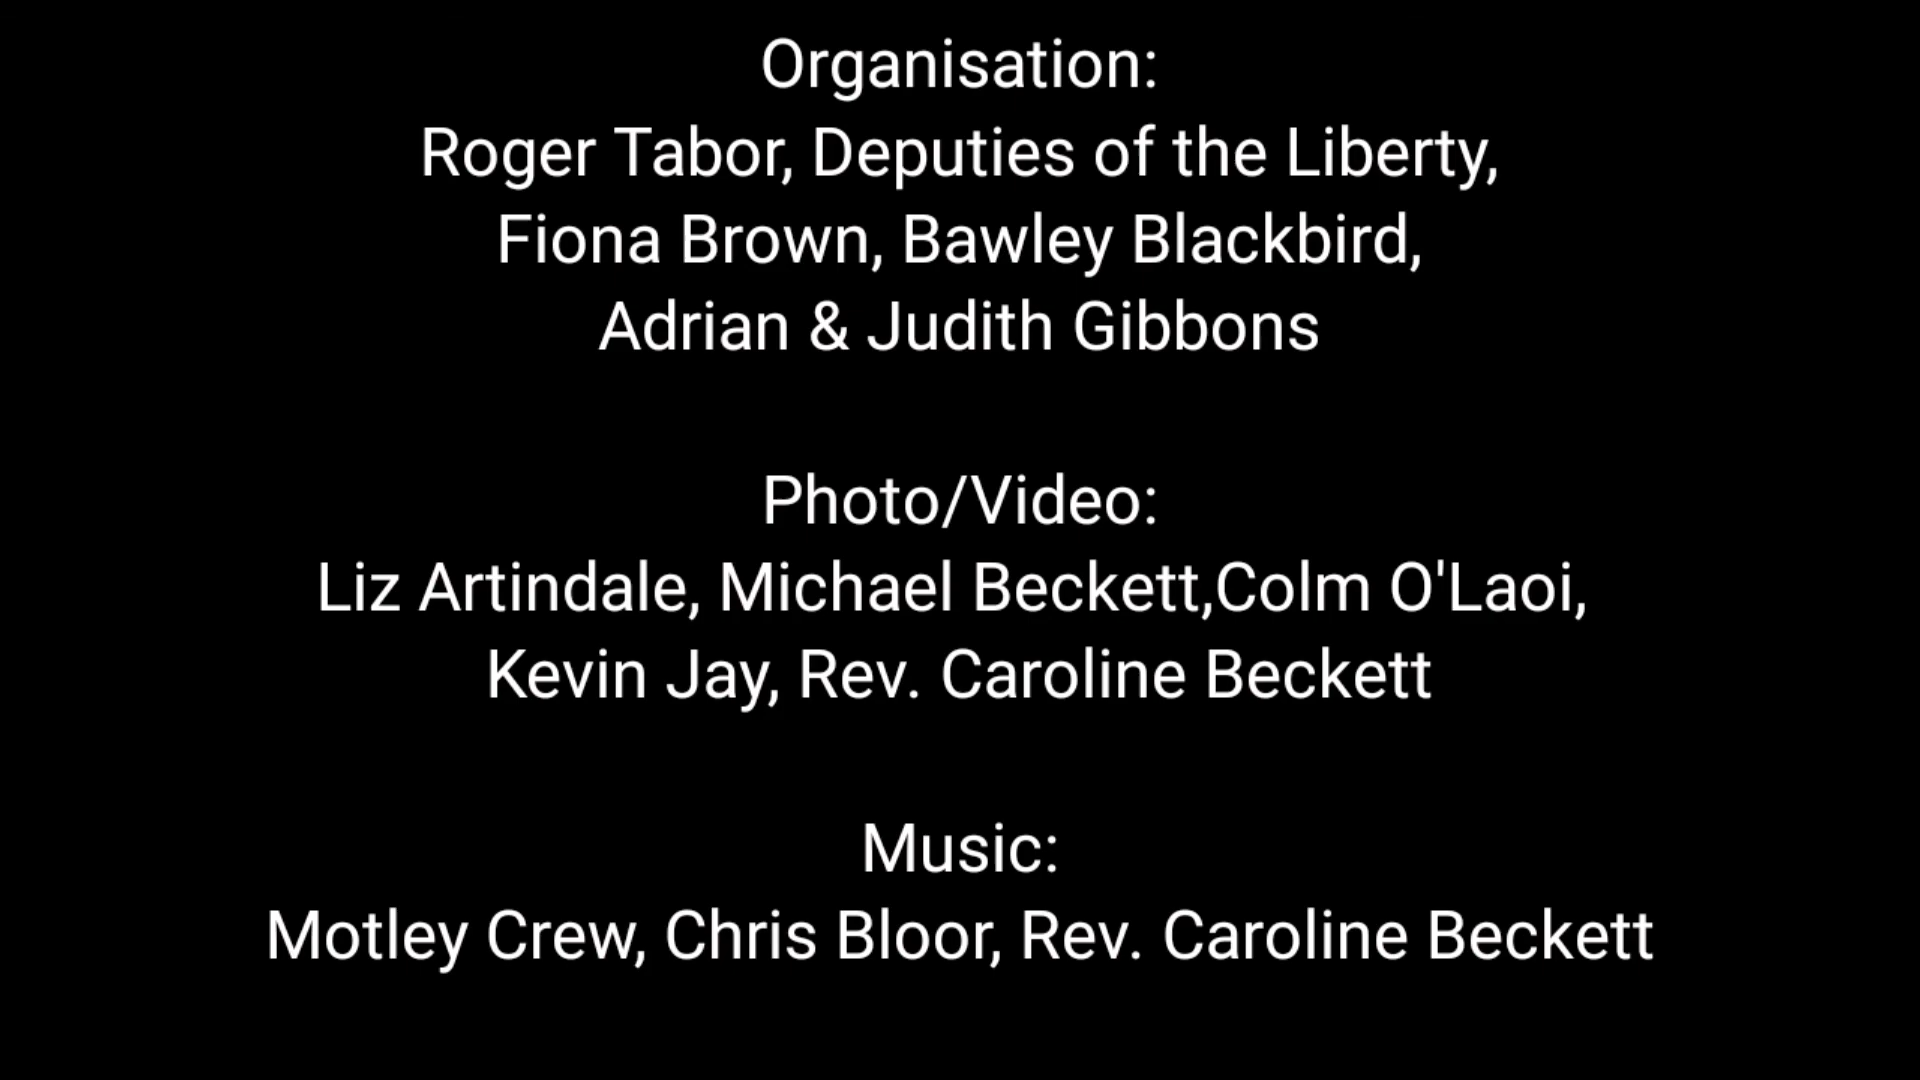 Organisation:
Roger Tabor, Deputies of the Liberty,
Fiona Brown, Bawley Blackbird,
Adrian & Judith Gibbons
Photo/Video:
Liz Artindale, Michael Beckett,Colm O'Laoi,
Kevin Jay, Rev. Caroline Beckett
Music:
Motley Crew, Chris Bloor, Rev. Caroline Beckett